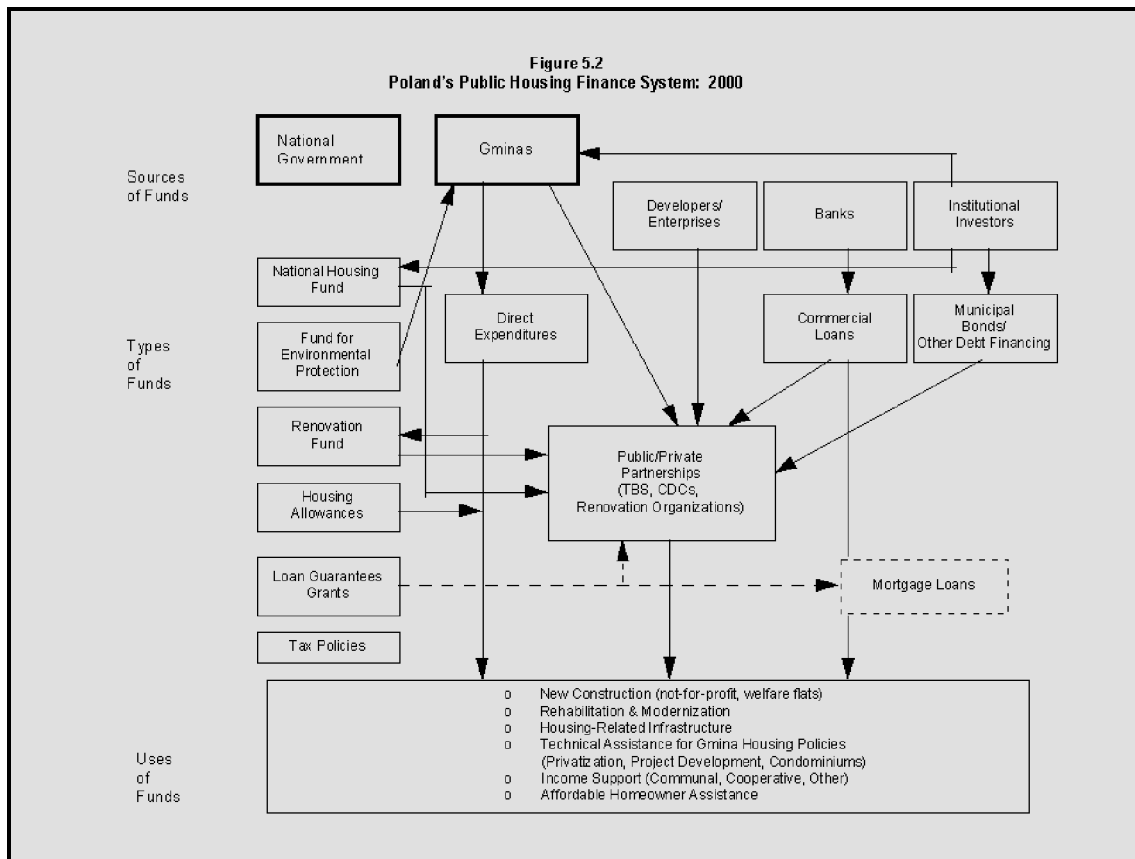 Figure 5.2
Poland's Public Housing Finance System: 2000
National
Government
Gminas
Sources
of Funds
Developers/
Enterprises
Banks
Institutional
Investors
National Housing
Fund
Direct
Expenditures
Commercial
Loans
Municipal
Bonds/
Other Debt Financing
Types
of
Funds
Fund for
Environmental
Protection
Renovation
Fund
Public/Private
Partnerships
(TBS, CDCs,
Renovation Organizations)
Housing
Allowances
Loan Guarantees
Grants
Mortgage Loans
Tax Policies
Uses
of
Funds
o New Construction (not-for-profit, welfare flats)
o Rehabilitation & Modernization
o Housing-Related Infrastructure
o Technical Assistance for Gmina Housing Policies
(Privatization, Project Development, Condominiums)
o Income Support (Communal, Cooperative, Other)
o Affordable Homeowner Assistance